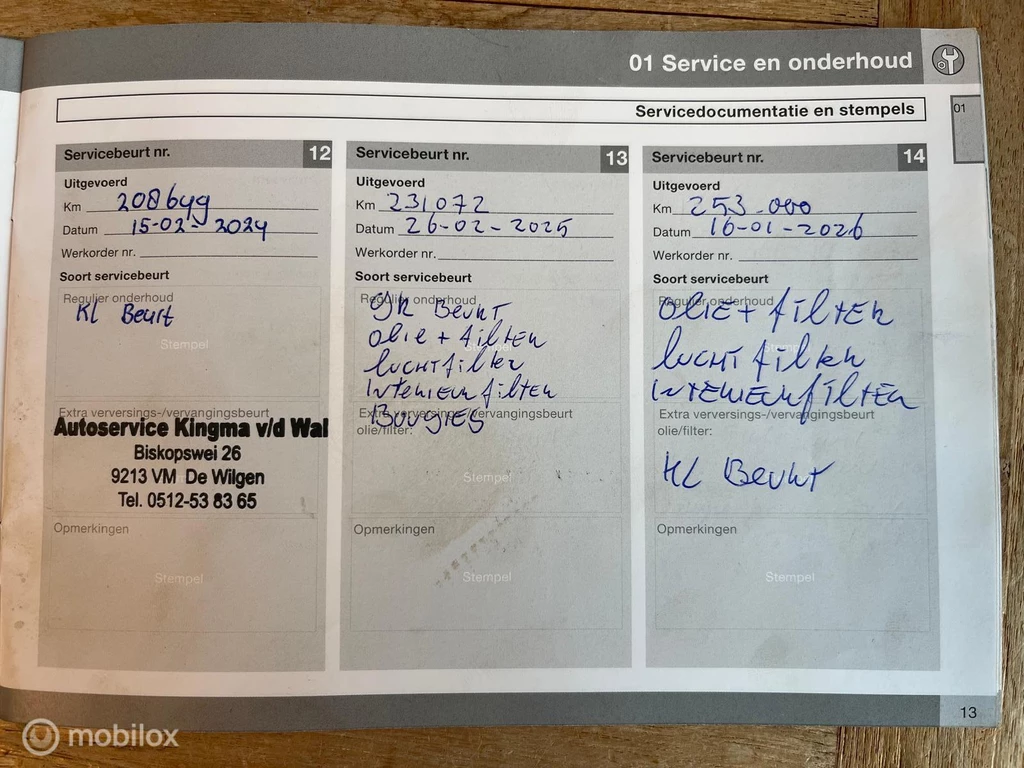 01 Service en onderhoud
01
Servicedocumentatie en stempels
Servicebeurt nr. 12
Uitgevoerd
Km 208649
Datum 15-02-2024
Werkorder nr.
Soort servicebeurt
Regulier onderhoud
KL Beurt
Stempel
Extra verversings-/vervangingsbeurt
Autoservice Kingma v/d Wal
Biskopswei 26
9213 VM De Wilgen
Tel. 0512-53 83 65
Opmerkingen
Stempel
Servicebeurt nr. 13
Uitgevoerd
Km 231072
Datum 26-02-2025
Werkorder nr.
Soort servicebeurt
Regulier onderhoud
GR Beurt
olie + filter
luchtfilter
Interieurfilter
Bougies
Extra verversings-/vervangingsbeurt
olie/filter:
Stempel
Opmerkingen
Stempel
Servicebeurt nr. 14
Uitgevoerd
Km 253.000
Datum 16-01-2026
Werkorder nr.
Soort servicebeurt
Regulier onderhoud
olie + filter
lucht filter
Interieurfilter
Extra verversings-/vervangingsbeurt
olie/filter:
KL Beurt
Opmerkingen
Stempel
13
mobilox